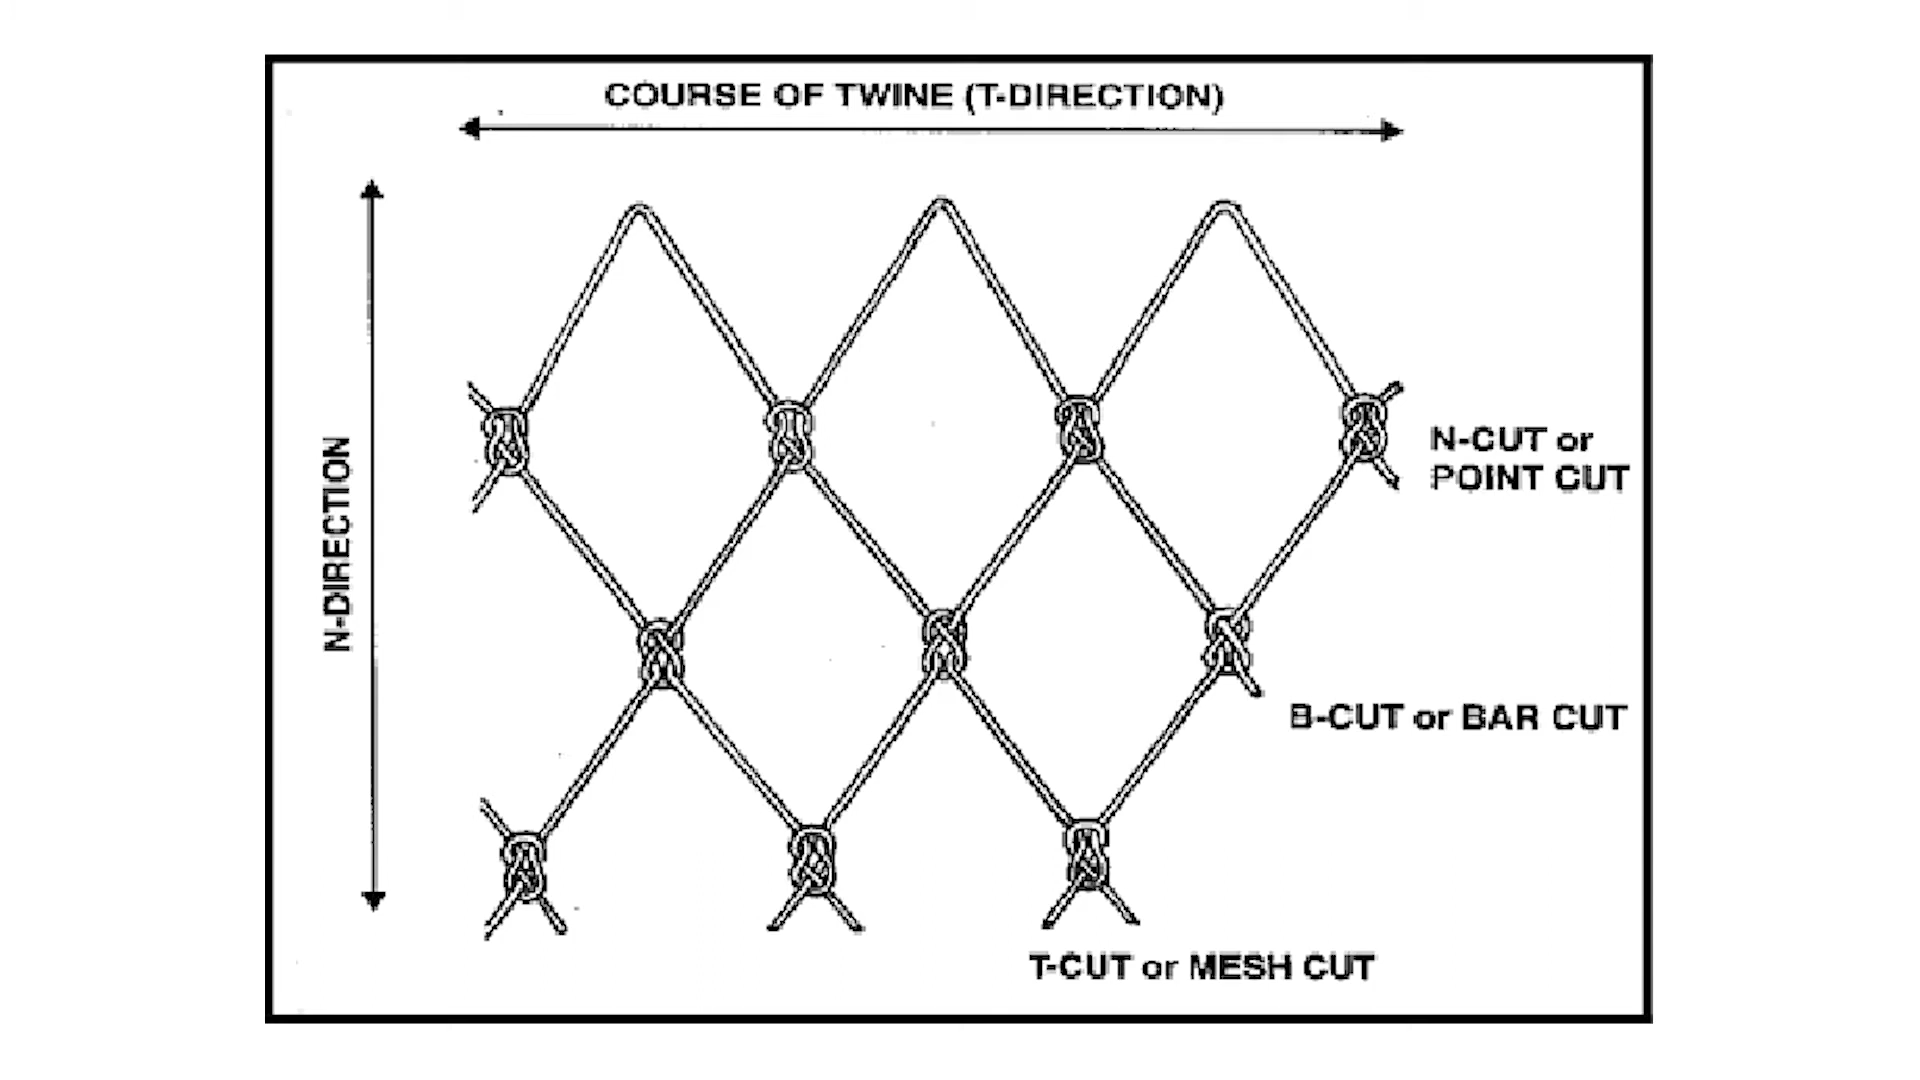 COURSE OF TWINE (T-DIRECTION)
N-DIRECTION
N-CUT or
POINT CUT
B-CUT or BAR CUT
T-CUT or MESH CUT